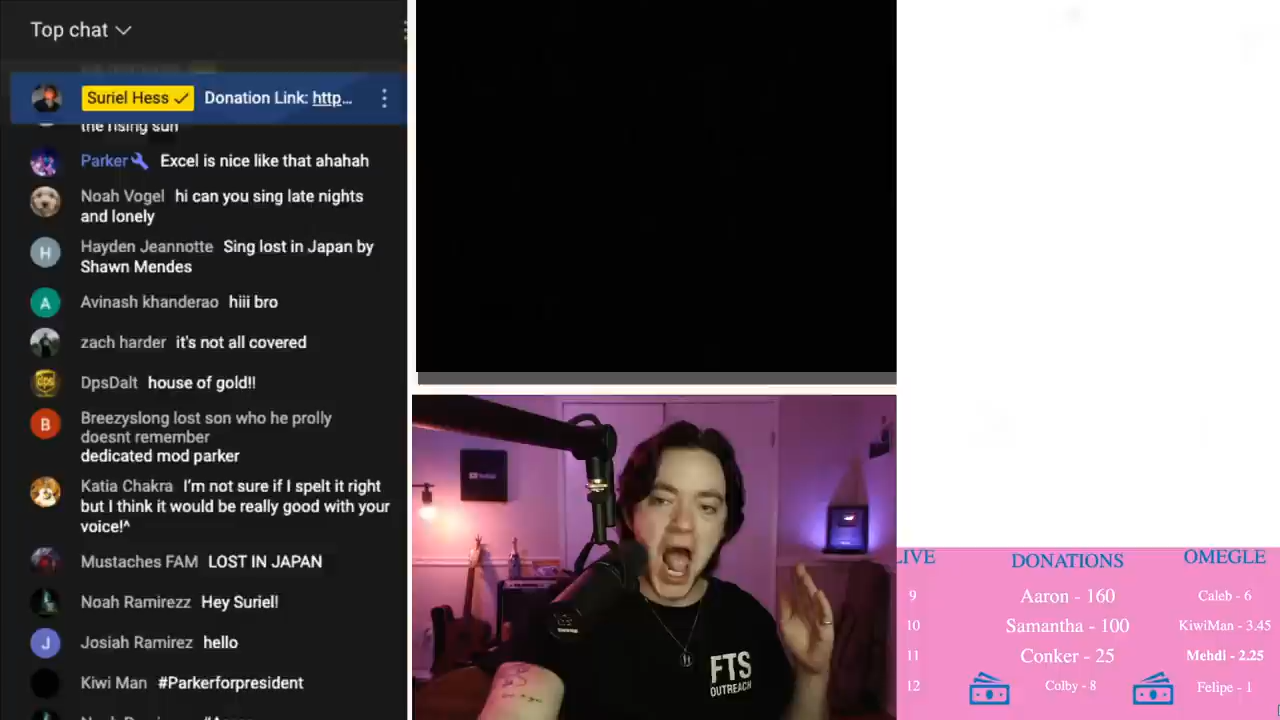 Top chat
Suriel Hess Donation Link: http...
the rising sun
Parker Excel is nice like that ahahah
Noah Vogel hi can you sing late nights
and lonely
Hayden Jeannotte Sing lost in Japan by
Shawn Mendes
Avinash khanderao hiii bro
zach harder it's not all covered
DpsDalt house of gold!!
Breezyslong lost son who he prolly
doesnt remember
dedicated mod parker
Katia Chakra I'm not sure if I spelt it right
but I think it would be really good with your
voice!^
Mustaches FAM LOST IN JAPAN
Noah Ramirezz Hey Suriel!
Josiah Ramirez hello
Kiwi Man #Parkerforpresident
H
A
ups
B
J
YouTube
FTS
OUTREACH
LIVE DONATIONS OMEGLE
9 Aaron - 160 Caleb - 6
10 Samantha - 100 KiwiMan - 3.45
11 Conker - 25 Mehdi - 2.25
12 Colby - 8 Felipe - 1